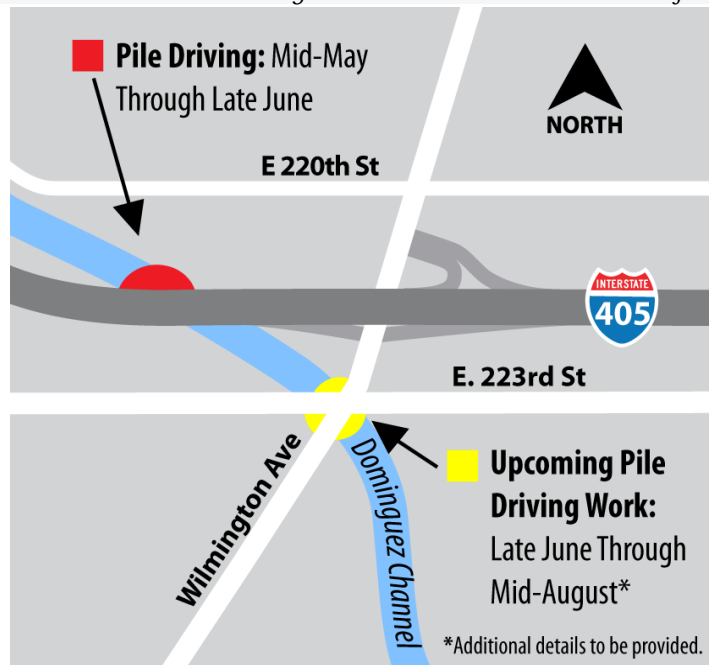 Pile Driving: Mid-May
Through Late June
NORTH
E 220th St
INTERSTATE
405
E. 223rd St
Wilmington Ave
Dominguez Channel
Upcoming Pile
Driving Work:
Late June Through
Mid-August*
*Additional details to be provided.